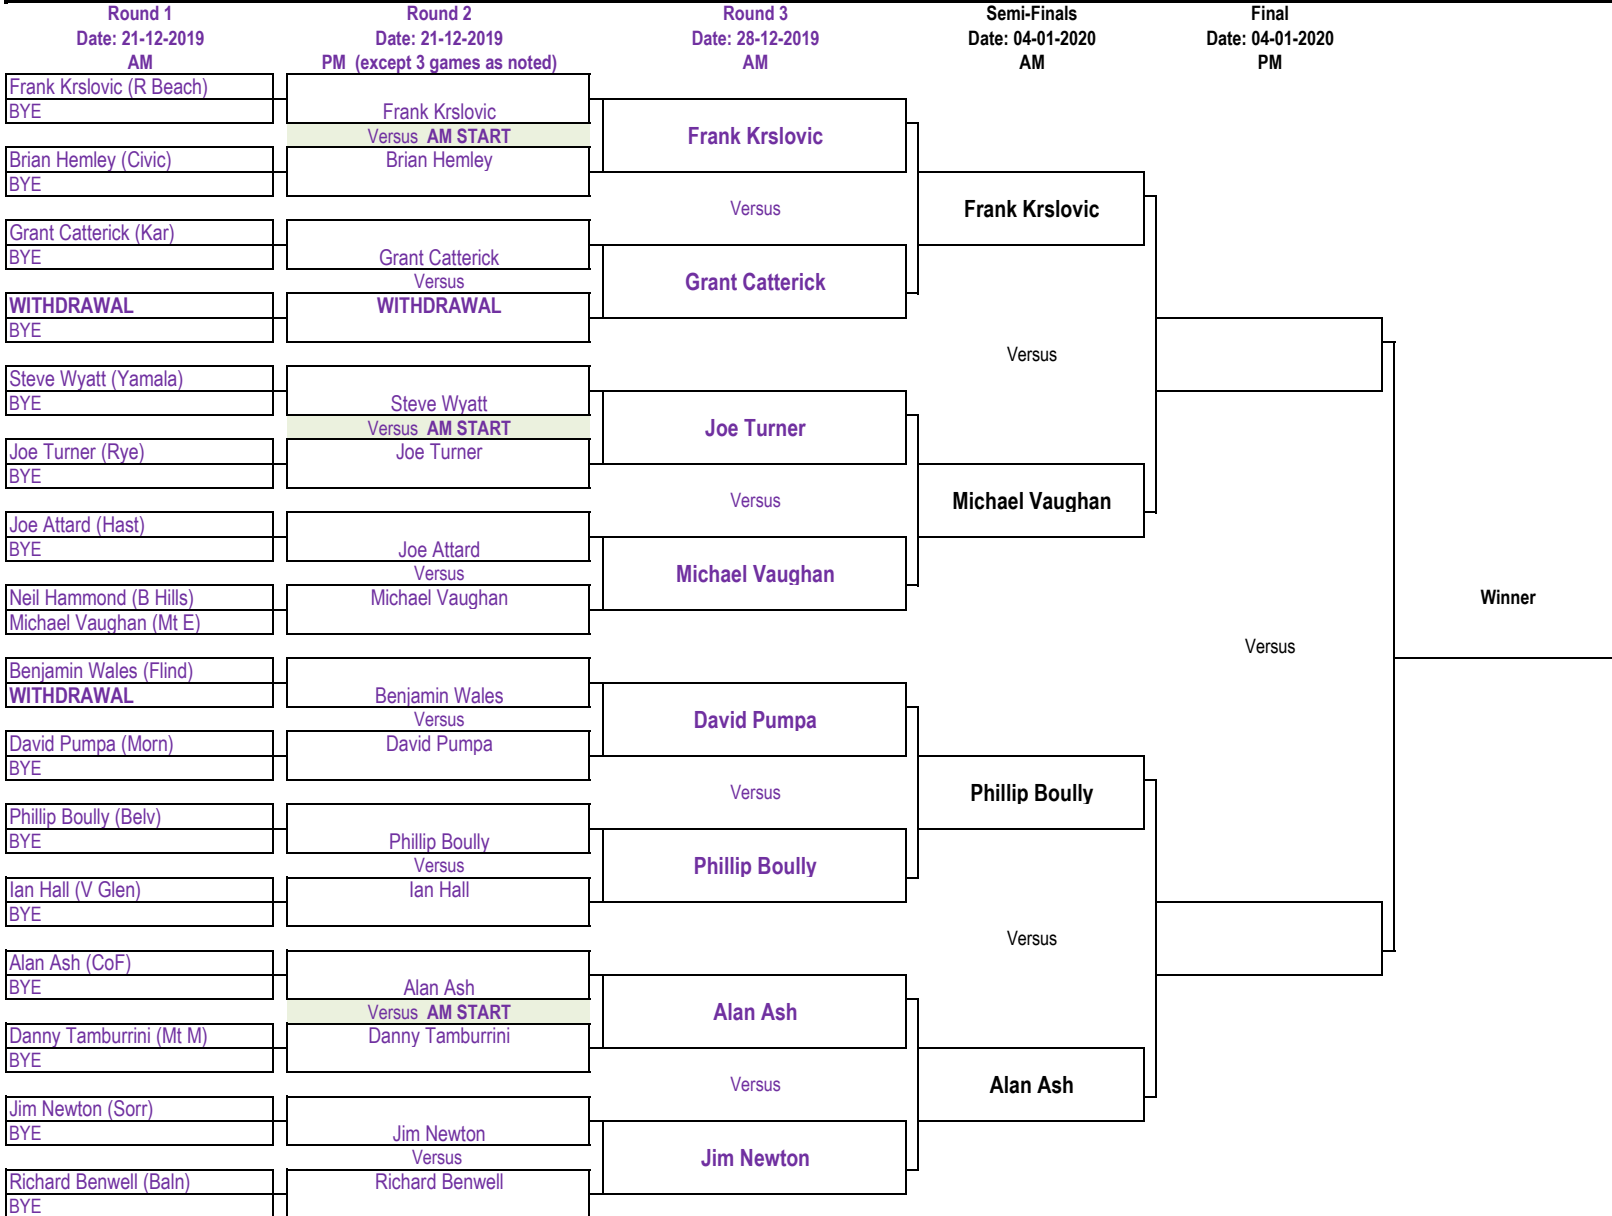 Round 1 Round 2 Round 3 Semi-Finals Final
Date: 21-12-2019 Date: 21-12-2019 Date: 28-12-2019 Date: 04-01-2020 Date: 04-01-2020
AM PM (except 3 games as noted) AM AM PM
Frank Krslovic (R Beach)
BYE Frank Krslovic
Versus AM START Frank Krslovic
Brian Hemley (Civic) Brian Hemley
BYE
Versus Frank Krslovic
Grant Catterick (Kar)
BYE Grant Catterick
Versus Grant Catterick
WITHDRAWAL WITHDRAWAL
BYE
Versus
Steve Wyatt (Yamala)
BYE Steve Wyatt
Versus AM START Joe Turner
Joe Turner (Rye) Joe Turner
BYE
Versus Michael Vaughan
Joe Attard (Hast)
BYE Joe Attard
Versus Michael Vaughan
Neil Hammond (B Hills) Michael Vaughan Winner
Michael Vaughan (Mt E)
Versus
Benjamin Wales (Flind)
WITHDRAWAL Benjamin Wales
Versus David Pumpa
David Pumpa (Morn) David Pumpa
BYE
Versus Phillip Boully
Phillip Boully (Belv)
BYE Phillip Boully
Versus Phillip Boully
Ian Hall (V Glen) Ian Hall
BYE
Versus
Alan Ash (CoF)
BYE Alan Ash
Versus AM START Alan Ash
Danny Tamburrini (Mt M) Danny Tamburrini
BYE
Versus Alan Ash
Jim Newton (Sorr)
BYE Jim Newton
Versus Jim Newton
Richard Benwell (Baln) Richard Benwell
BYE